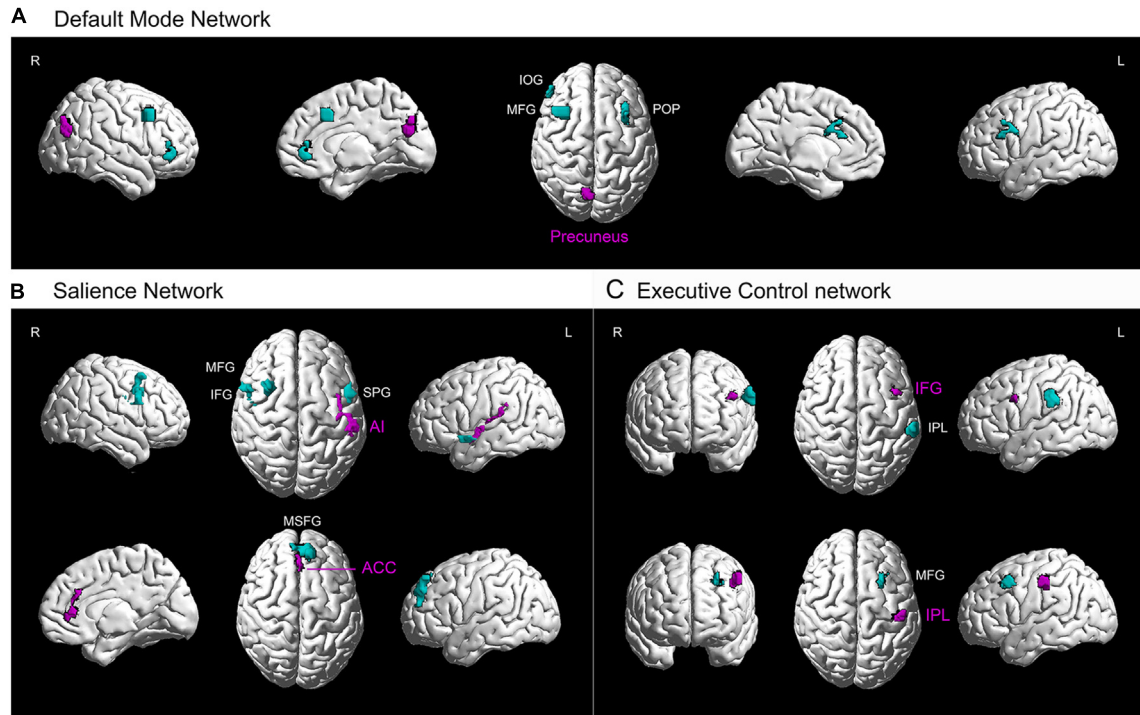 A Default Mode Network
R
L
IOG
MFG
POP
Precuneus
B Salience Network
R
L
MFG
IFG
SPG
AI
MSFG
ACC
C Executive Control network
R
L
IFG
IPL
MFG
IPL